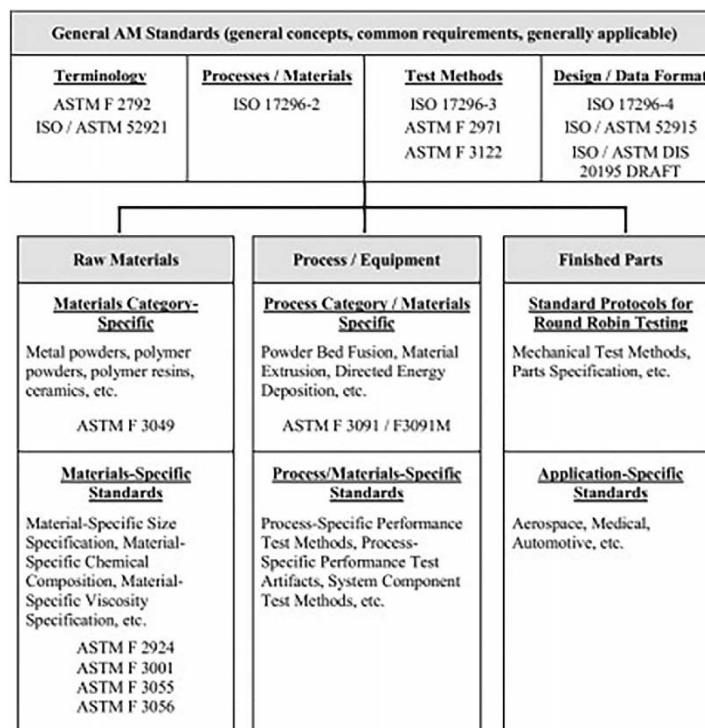 General AM Standards (general concepts, common requirements, generally applicable)
Terminology
ASTM F 2792
ISO / ASTM 52921
Processes / Materials
ISO 17296-2
Test Methods
ISO 17296-3
ASTM F 2971
ASTM F 3122
Design / Data Format
ISO 17296-4
ISO / ASTM 52915
ISO / ASTM DIS
20195 DRAFT
Raw Materials
Materials Category-
Specific
Metal powders, polymer
powders, polymer resins,
ceramics, etc.
ASTM F 3049
Materials-Specific
Standards
Material-Specific Size
Specification, Material-
Specific Chemical
Composition, Material-
Specific Viscosity
Specification, etc.
ASTM F 2924
ASTM F 3001
ASTM F 3055
ASTM F 3056
Process / Equipment
Process Category / Materials
Specific
Powder Bed Fusion, Material
Extrusion, Directed Energy
Deposition, etc.
ASTM F 3091 / F3091M
Process/Materials-Specific
Standards
Process-Specific Performance
Test Methods, Process-
Specific Performance Test
Artifacts, System Component
Test Methods, etc.
Finished Parts
Standard Protocols for
Round Robin Testing
Mechanical Test Methods,
Parts Specification, etc.
Application-Specific
Standards
Aerospace, Medical,
Automotive, etc.